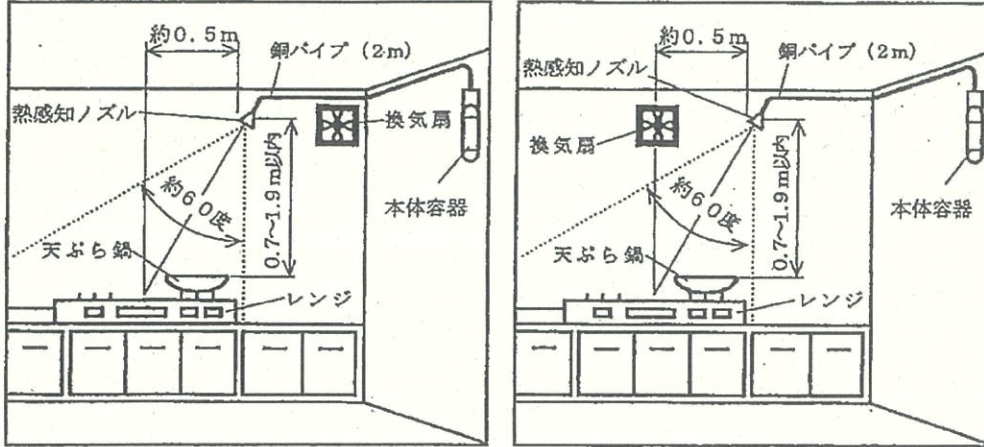 約0.5m
銅パイプ (2m)
熱感知ノズル
換気扇
0.7～1.9m以内
約60度
本体容器
天ぷら鍋
レンジ
約0.5m
銅パイプ (2m)
熱感知ノズル
換気扇
0.7～1.9m以内
約60度
本体容器
天ぷら鍋
レンジ